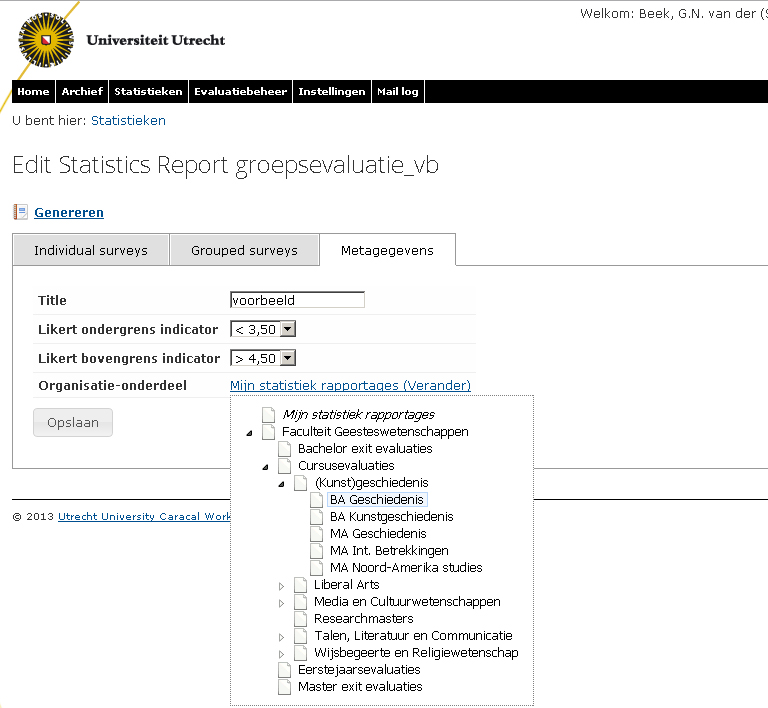 Welkom: Beek, G.N. van der (
Universiteit Utrecht
Home Archief Statistieken Evaluatiebeheer Instellingen Mail log
U bent hier: Statistieken
Edit Statistics Report groepsevaluatie_vb
Genereren
Individual surveys Grouped surveys Metagegevens
Title voorbeeld
Likert ondergrens indicator < 3,50
Likert bovengrens indicator > 4,50
Organisatie-onderdeel Mijn statistiek rapportages (Verander)
Opslaan
Mijn statistiek rapportages
Faculteit Geesteswetenschappen
Bachelor exit evaluaties
Cursusevaluaties
(Kunst)geschiedenis
BA Geschiedenis
BA Kunstgeschiedenis
MA Geschiedenis
MA Int. Betrekkingen
MA Noord-Amerika studies
Liberal Arts
Media en Cultuurwetenschappen
Researchmasters
Talen, Literatuur en Communicatie
Wijsbegeerte en Religiewetenschap
Eerstejaarsevaluaties
Master exit evaluaties
© 2013 Utrecht University Caracal Work